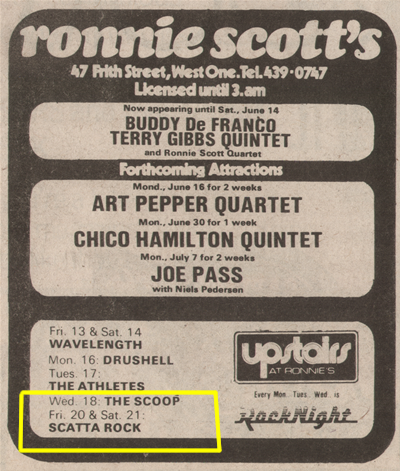 ronnie scott's
47 Frith Street, West One. Tel. 439·0747
Licensed until 3.am
Now appearing until Sat., June 14
BUDDY De FRANCO
TERRY GIBBS QUINTET
and Ronnie Scott Quartet
Forthcoming Attractions
Mond., June 16 for 2 weeks
ART PEPPER QUARTET
Mon., June 30 for 1 week
CHICO HAMILTON QUINTET
Mon., July 7 for 2 weeks
JOE PASS
with Niels Pedersen
Fri. 13 & Sat. 14
WAVELENGTH
Mon. 16: DRUSHELL
Tues. 17:
THE ATHLETES
Wed. 18: THE SCOOP
Fri. 20 & Sat. 21:
SCATTA ROCK
upstairs
AT RONNIE'S
Every Mon. Tues. Wed. is
RockNight